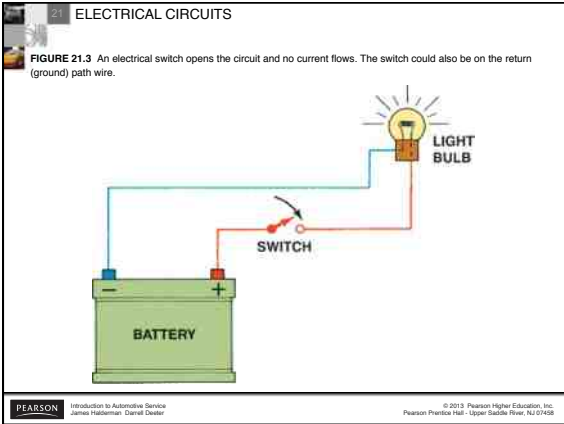 21 ELECTRICAL CIRCUITS
FIGURE 21.3 An electrical switch opens the circuit and no current flows. The switch could also be on the return
(ground) path wire.
LIGHT
BULB
SWITCH
− +
BATTERY
PEARSON
Introduction to Automotive Service
James Halderman Darrell Deeter
© 2013 Pearson Higher Education, Inc.
Pearson Prentice Hall - Upper Saddle River, NJ 07458